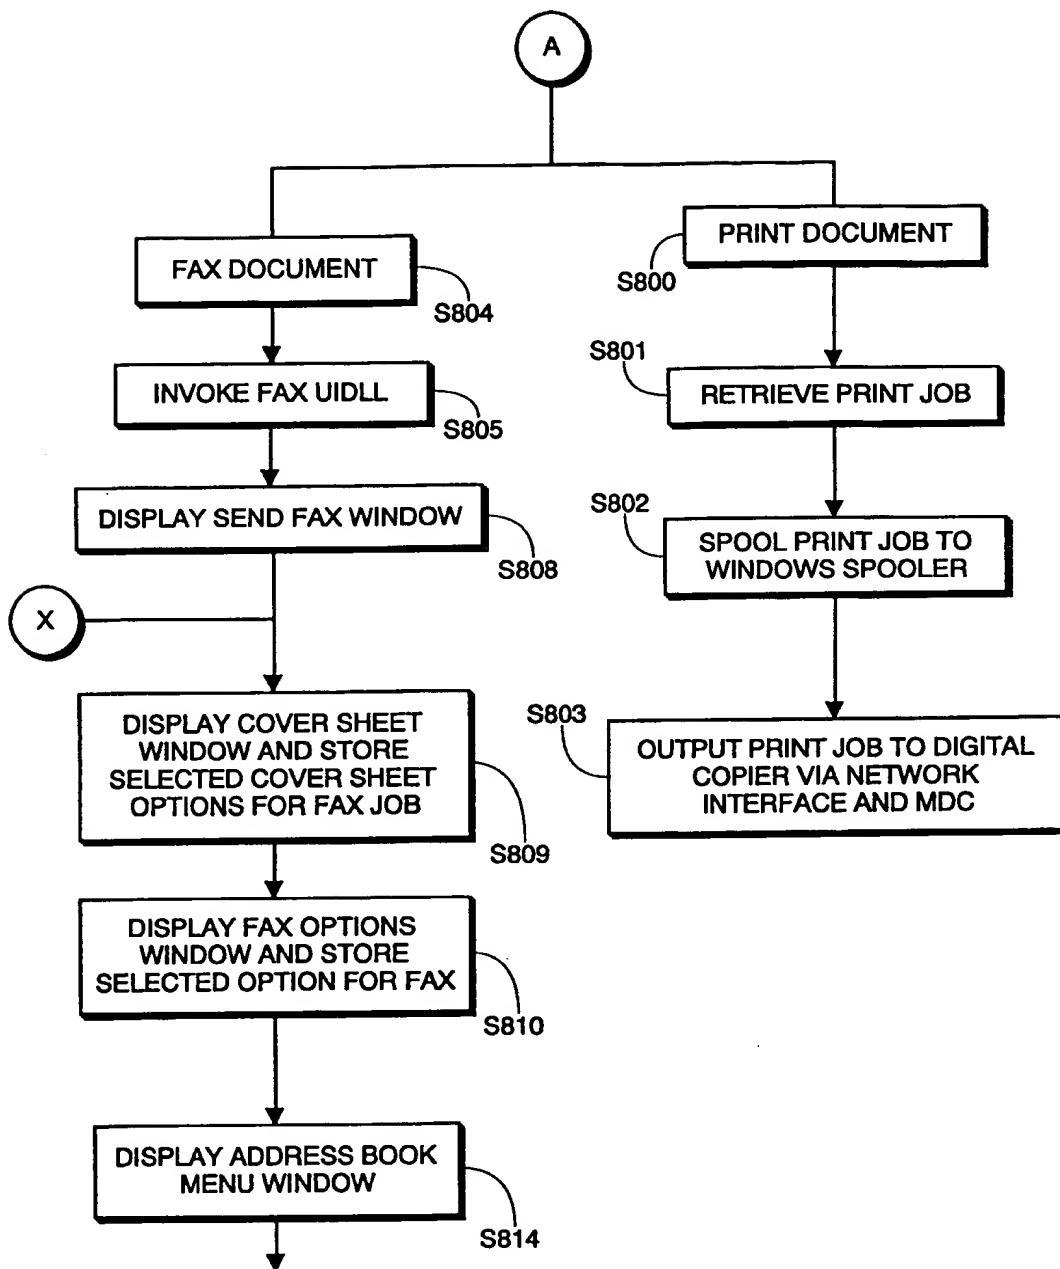 A
FAX DOCUMENT
S804
INVOKE FAX UIDLL
S805
DISPLAY SEND FAX WINDOW
S808
X
DISPLAY COVER SHEET
WINDOW AND STORE
SELECTED COVER SHEET
OPTIONS FOR FAX JOB
S809
DISPLAY FAX OPTIONS
WINDOW AND STORE
SELECTED OPTION FOR FAX
S810
DISPLAY ADDRESS BOOK
MENU WINDOW
S814
PRINT DOCUMENT
S800
S801
RETRIEVE PRINT JOB
S802
SPOOL PRINT JOB TO
WINDOWS SPOOLER
S803
OUTPUT PRINT JOB TO DIGITAL
COPIER VIA NETWORK
INTERFACE AND MDC